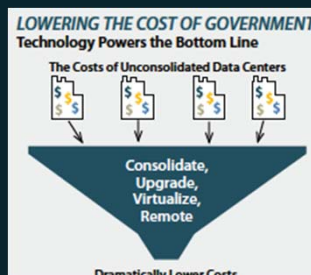 LOWERING THE COST OF GOVERNMENT
Technology Powers the Bottom Line
The Costs of Unconsolidated Data Centers
$ $ $ $
$ $ $ $
$ $ $ $
$ $ $ $
Consolidate,
Upgrade,
Virtualize,
Remote
Dramatically Lower Costs